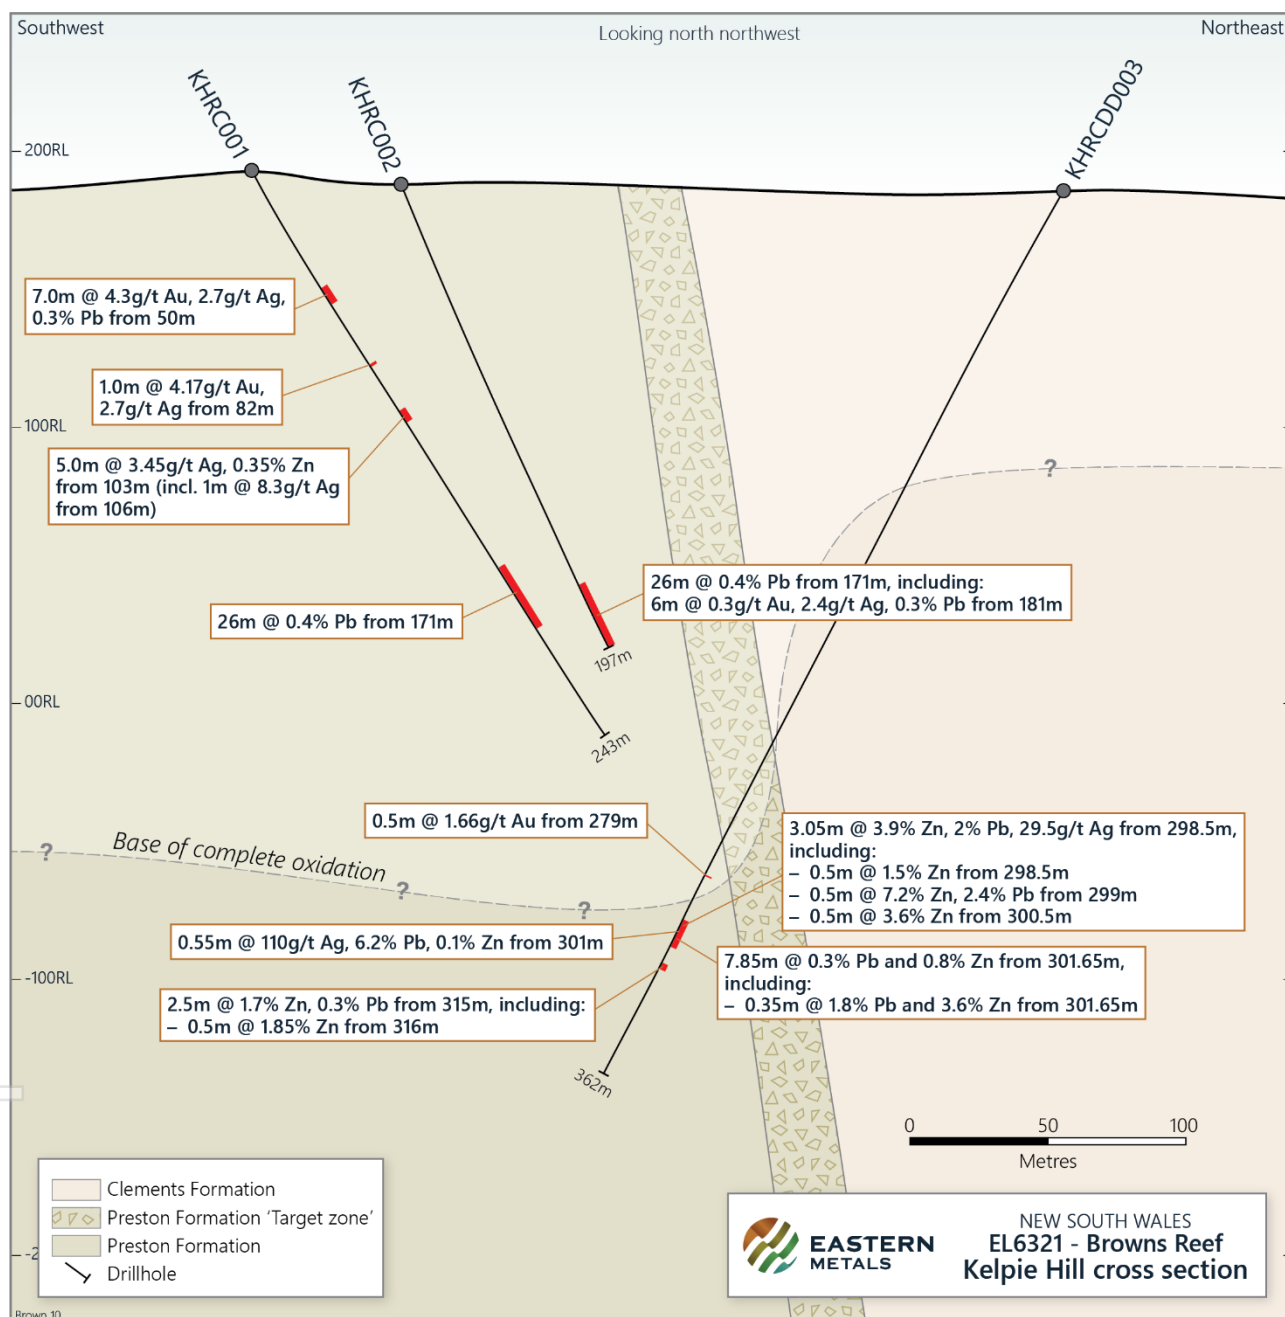 Southwest
Looking north northwest
Northeast
KHRC001
KHRC002
KHRCDD003
200RL
7.0m @ 4.3g/t Au, 2.7g/t Ag,
0.3% Pb from 50m
1.0m @ 4.17g/t Au,
2.7g/t Ag from 82m
100RL
5.0m @ 3.45g/t Ag, 0.35% Zn
from 103m (incl. 1m @ 8.3g/t Ag
from 106m)
?
26m @ 0.4% Pb from 171m, including:
6m @ 0.3g/t Au, 2.4g/t Ag, 0.3% Pb from 181m
26m @ 0.4% Pb from 171m
197m
00RL
243m
0.5m @ 1.66g/t Au from 279m
3.05m @ 3.9% Zn, 2% Pb, 29.5g/t Ag from 298.5m,
including:
– 0.5m @ 1.5% Zn from 298.5m
– 0.5m @ 7.2% Zn, 2.4% Pb from 299m
– 0.5m @ 3.6% Zn from 300.5m
?
Base of complete oxidation
?
?
0.55m @ 110g/t Ag, 6.2% Pb, 0.1% Zn from 301m
7.85m @ 0.3% Pb and 0.8% Zn from 301.65m,
including:
– 0.35m @ 1.8% Pb and 3.6% Zn from 301.65m
-100RL
2.5m @ 1.7% Zn, 0.3% Pb from 315m, including:
– 0.5m @ 1.85% Zn from 316m
362m
0 50 100
Metres
Clements Formation
Preston Formation 'Target zone'
Preston Formation
Drillhole
-2
EASTERN
METALS
NEW SOUTH WALES
EL6321 - Browns Reef
Kelpie Hill cross section